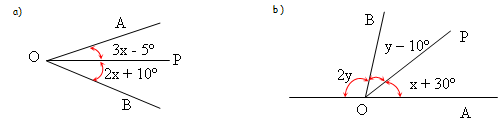 a)
A
3x - 5º
O
P
2x + 10º
B
b)
B
y – 10º
P
2y
x + 30º
O
A